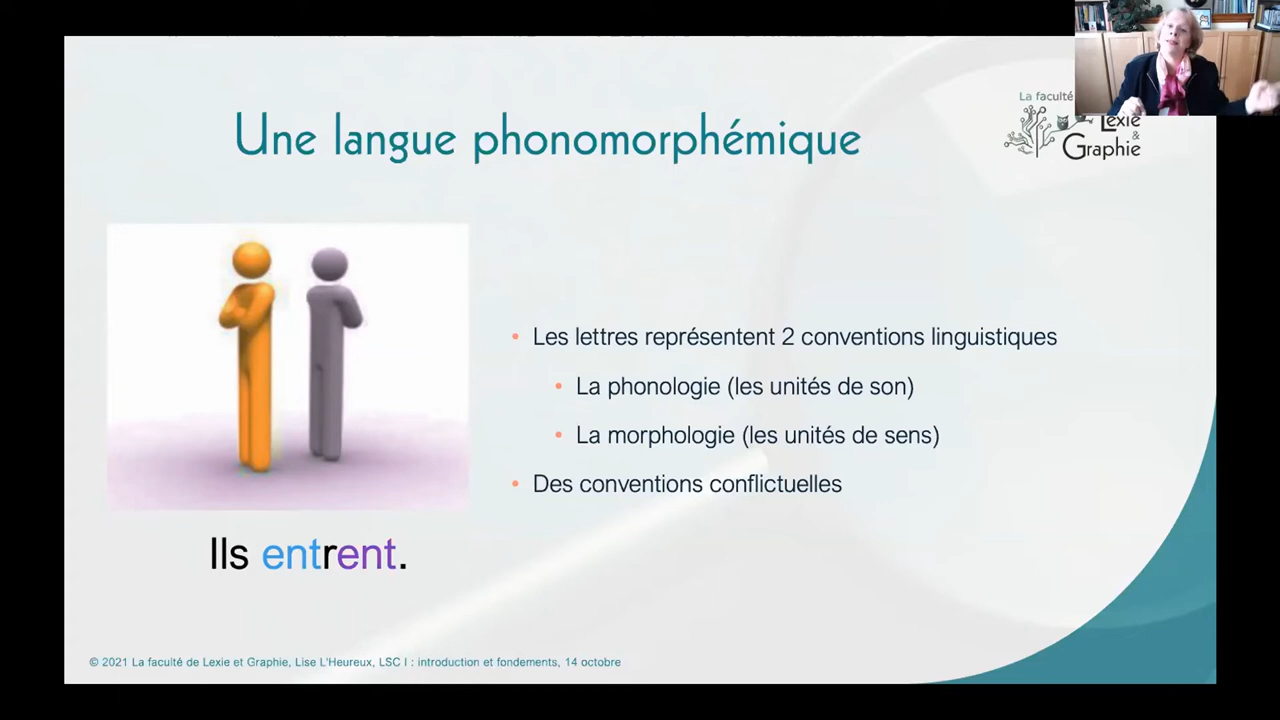 Une langue phonomorphémique
La faculté
Lexie
&
Graphie
Les lettres représentent 2 conventions linguistiques
La phonologie (les unités de son)
La morphologie (les unités de sens)
Des conventions conflictuelles
Ils entrent.
© 2021 La faculté de Lexie et Graphie, Lise L'Heureux, LSC I : introduction et fondements, 14 octobre